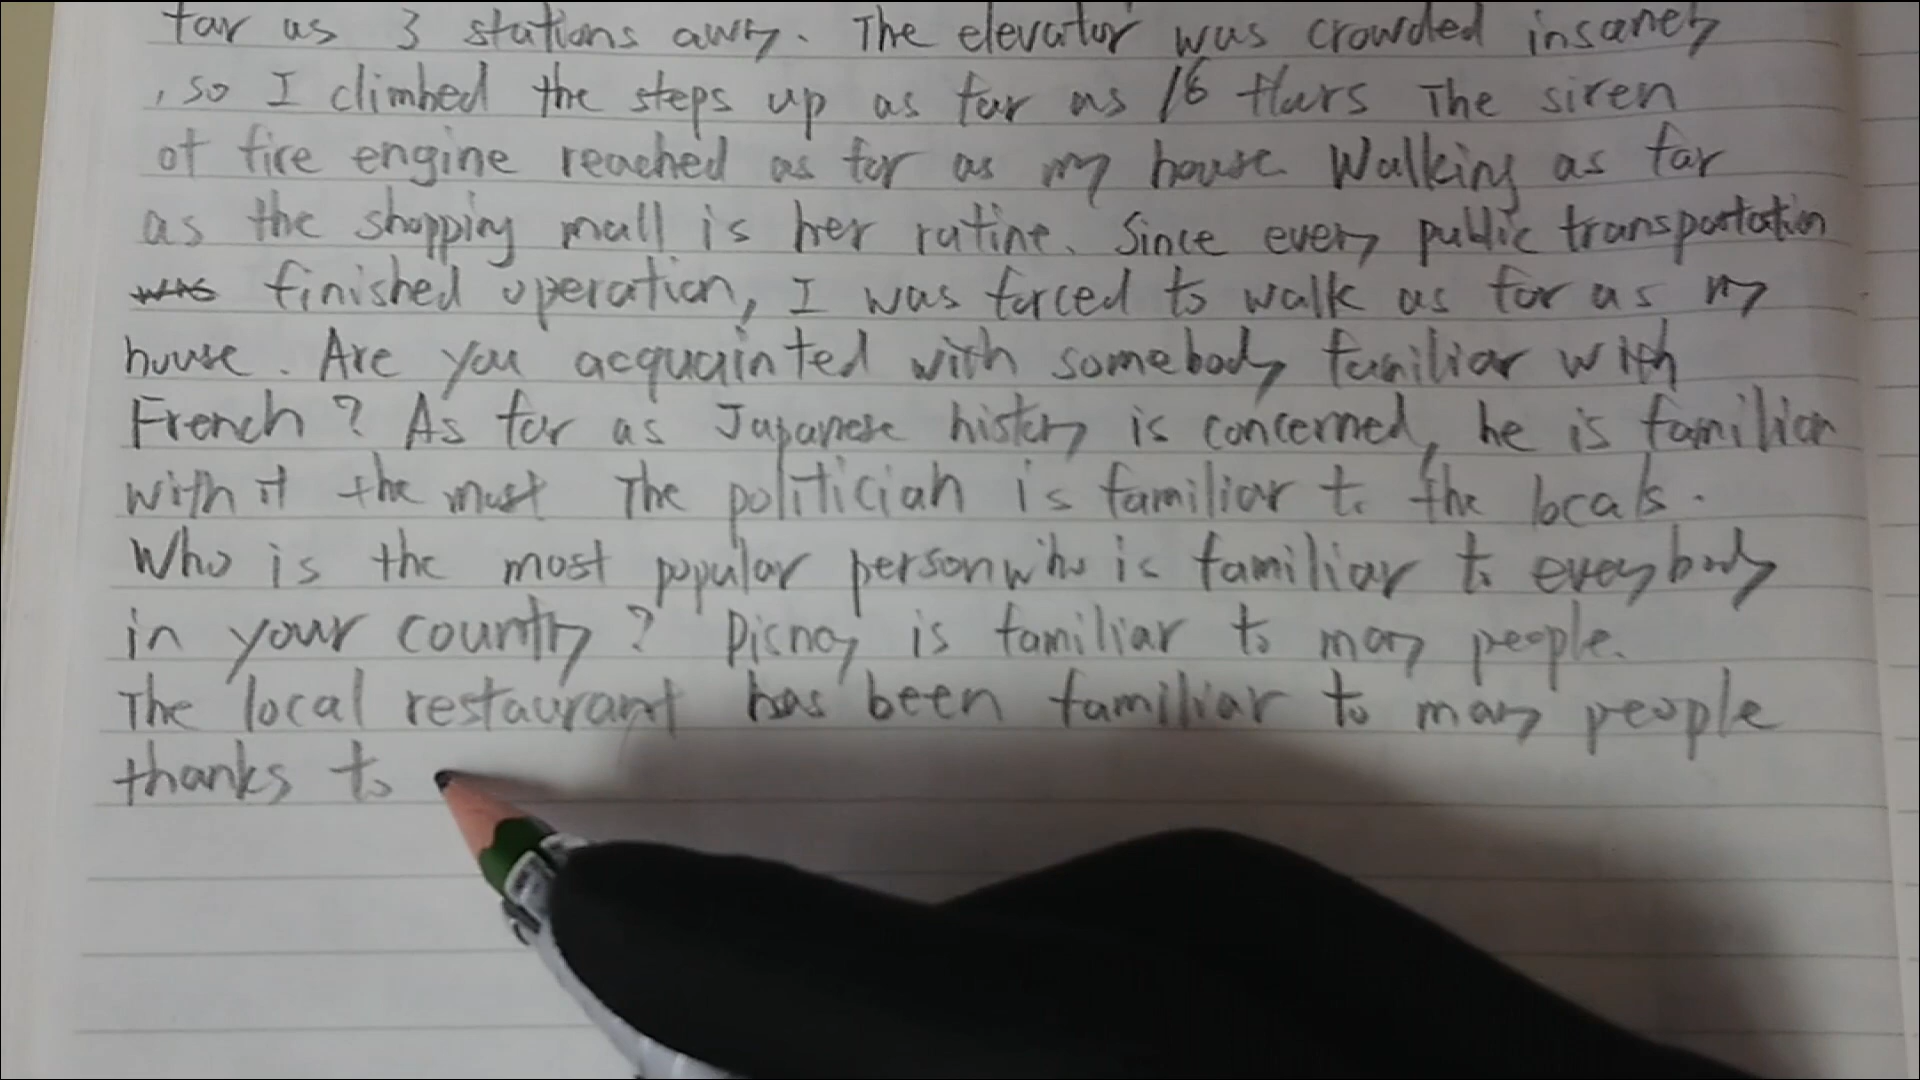 far as 3 stations away. The elevator was crowded insanely
, so I climbed the steps up as far as 16 flurs The siren
of fire engine reached as far as my house. Walking as far
as the shopping mall is her rutine. Since every public transportation
was finished operation, I was forced to walk as far as my
house. Are you acquainted with somebody familiar with
French? As far as Japanese history is concerned, he is familiar
with it the most The politician is familiar to the locals.
Who is the most popular person who is familiar to everybody
in your country? Disney is familiar to many people.
The local restaurant has been familiar to many people
thanks to